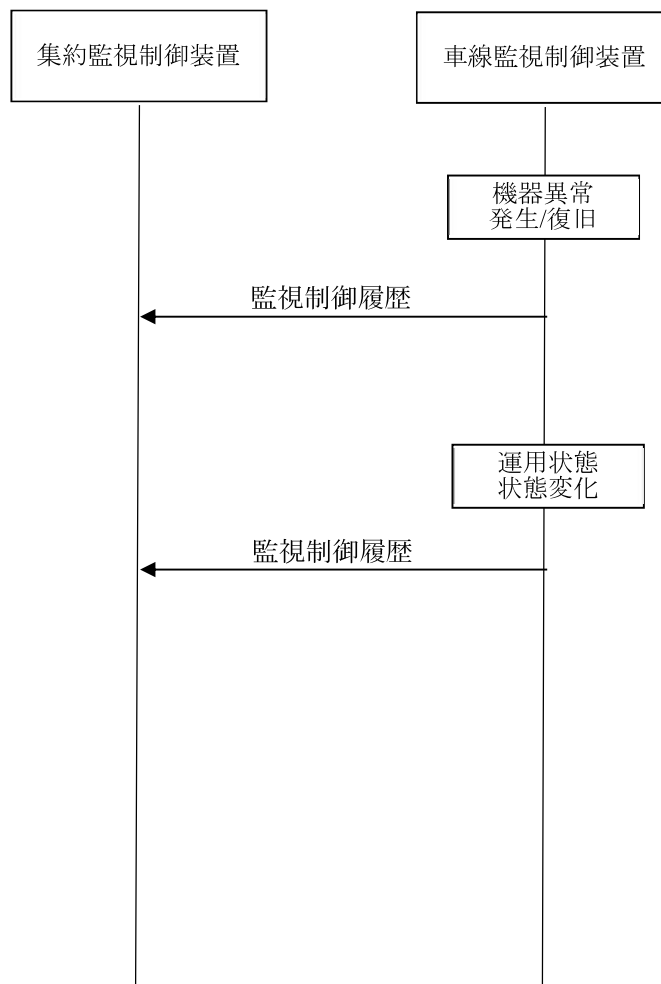 集約監視制御装置
車線監視制御装置
機器異常
発生/復旧
監視制御履歴
運用状態
状態変化
監視制御履歴